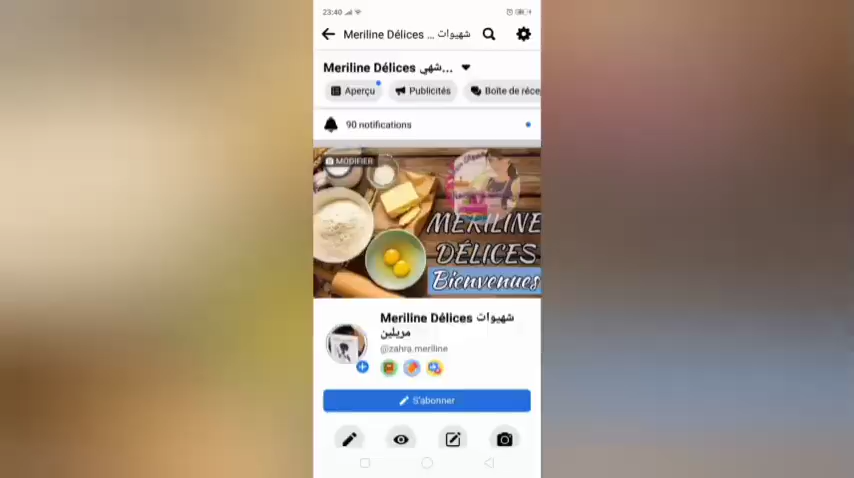 23:40
Meriline Délices ... شهيوات
Meriline Délices شهي...
Aperçu
Publicités
Boîte de récep
90 notifications
MODIFIER
MERILINE
DÉLICES
Bienvenues
Meriline Délices شهيوات
مريلين
@zahra.meriline
S'abonner